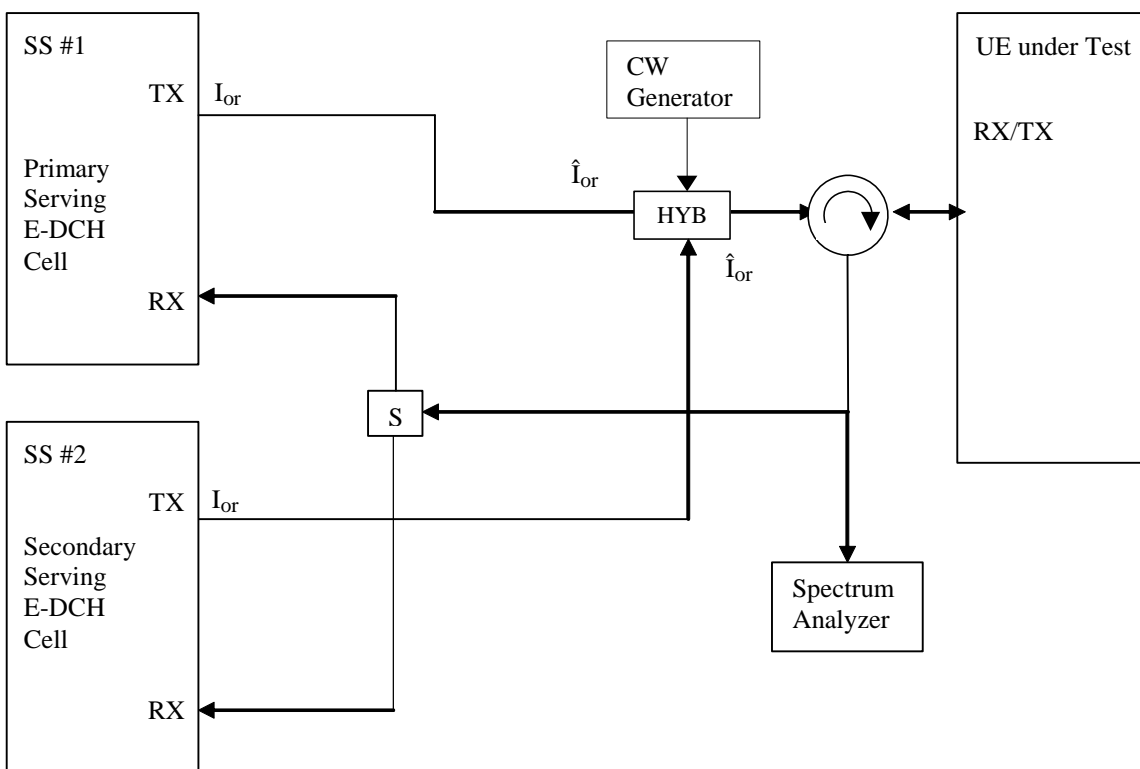 SS #1
TX
I_or
Primary
Serving
E-DCH
Cell
RX
CW
Generator
Î_or
HYB
Î_or
UE under Test
RX/TX
S
SS #2
TX
I_or
Secondary
Serving
E-DCH
Cell
RX
Spectrum
Analyzer